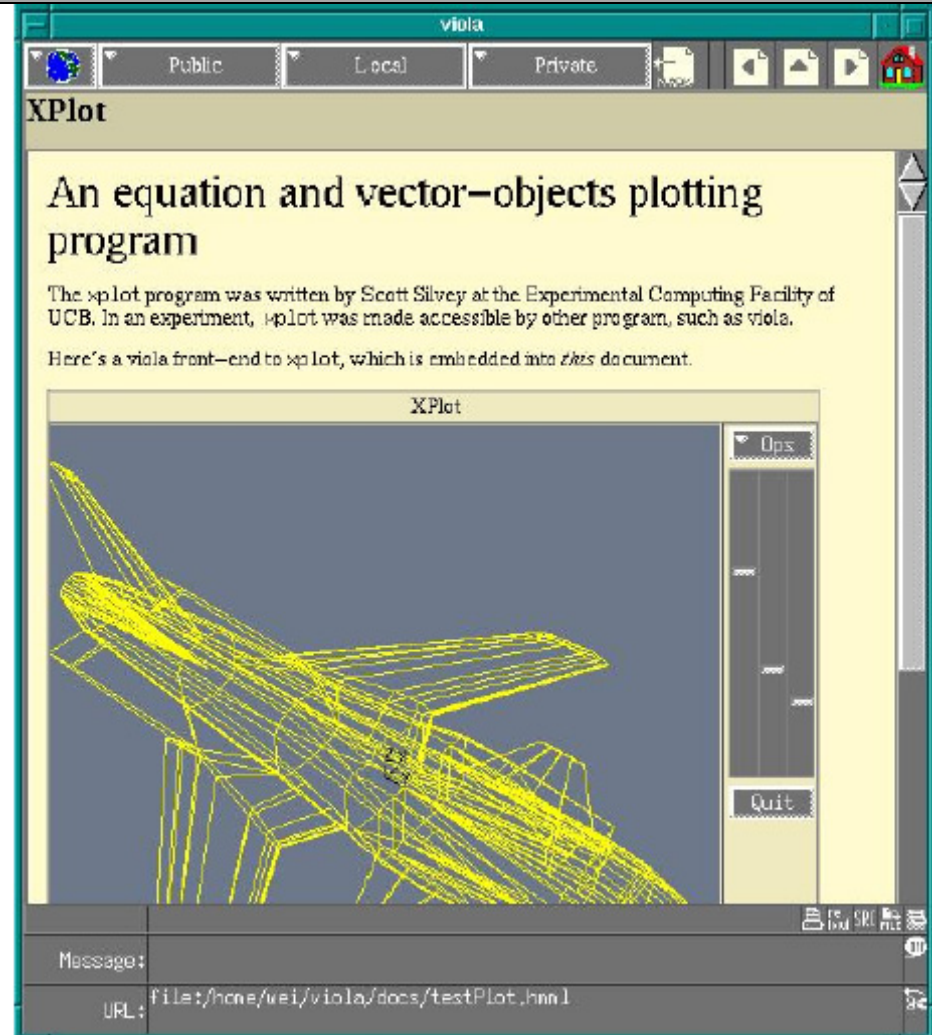 viola
Public Local Private
XPlot
An equation and vector-objects plotting
program
The xplot program was written by Scott Silvey at the Experimental Computing Facility of
UCB. In an experiment, xplot was made accessible by other program, such as viola.
Here's a viola front-end to xplot, which is embedded into this document.
XPlot
Ops
Quit
SRC
Message:
URL: file:/home/wei/viola/docs/testPlot.hmml